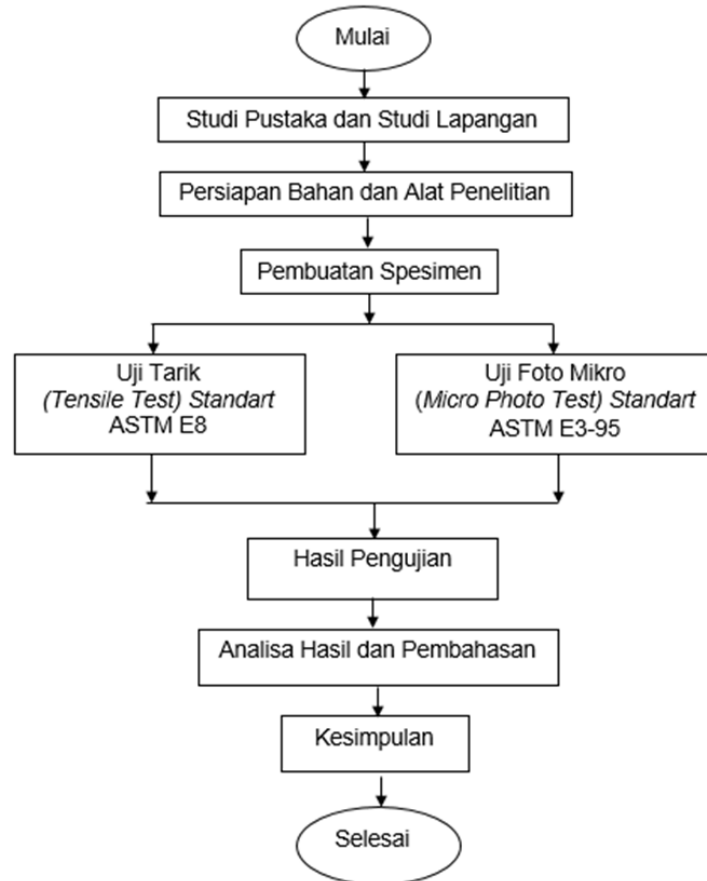 Mulai
Studi Pustaka dan Studi Lapangan
Persiapan Bahan dan Alat Penelitian
Pembuatan Spesimen
Uji Tarik
(Tensile Test) Standart
ASTM E8
Uji Foto Mikro
(Micro Photo Test) Standart
ASTM E3-95
Hasil Pengujian
Analisa Hasil dan Pembahasan
Kesimpulan
Selesai